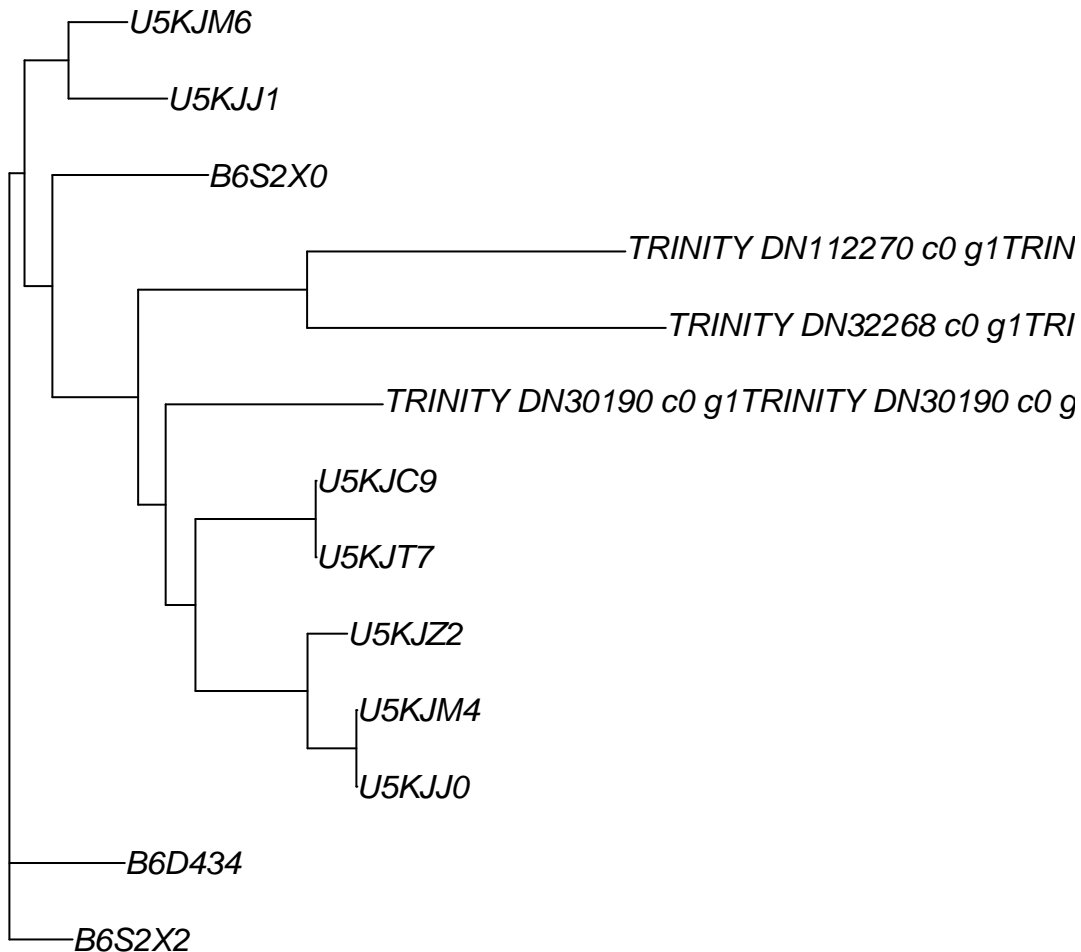 U5KJM6
U5KJJ1
B6S2X0
TRINITY DN112270 c0 g1TRIN
TRINITY DN32268 c0 g1TRI
TRINITY DN30190 c0 g1TRINITY DN30190 c0 g
U5KJC9
U5KJT7
U5KJZ2
U5KJM4
U5KJJ0
B6D434
B6S2X2